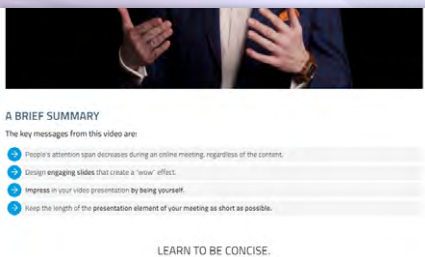 A BRIEF SUMMARY
The key messages from this video are:
People's attention span decreases during an online meeting, regardless of the content.
Design engaging slides that create a "wow" effect.
Impress in your video presentation by being yourself.
Keep the length of the presentation element of your meeting as short as possible.
LEARN TO BE CONCISE.